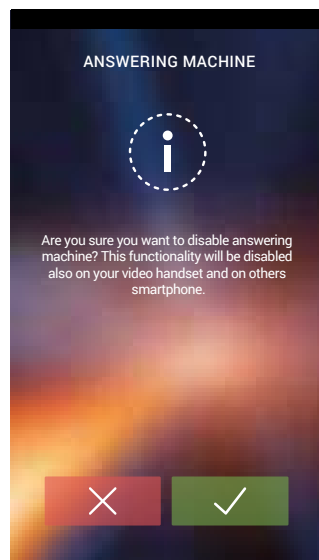 ANSWERING MACHINE
Are you sure you want to disable answering
machine? This functionality will be disabled
also on your video handset and on others
smartphone.